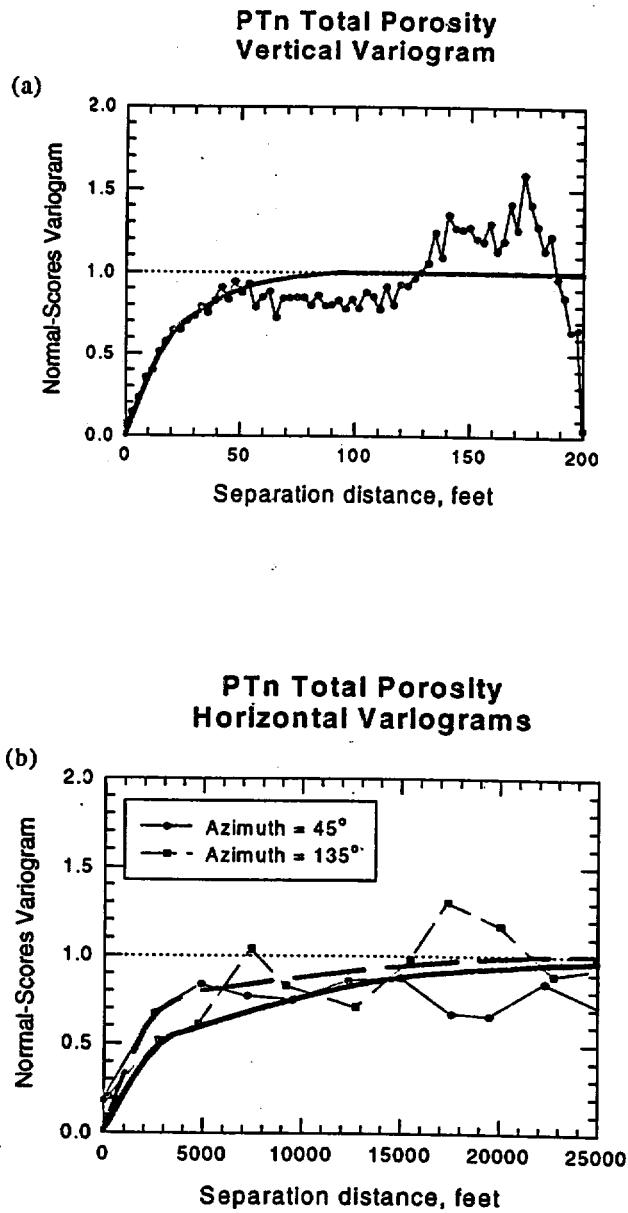 PTn Total Porosity
Vertical Variogram
(a)
2.0
1.5
1.0
0.5
0.0
Normal-Scores Variogram
0 50 100 150 200
Separation distance, feet
PTn Total Porosity
Horizontal Variograms
(b)
2.0
1.5
1.0
0.5
0.0
Normal-Scores Variogram
Azimuth = 45°
Azimuth = 135°
0 5000 10000 15000 20000 25000
Separation distance, feet